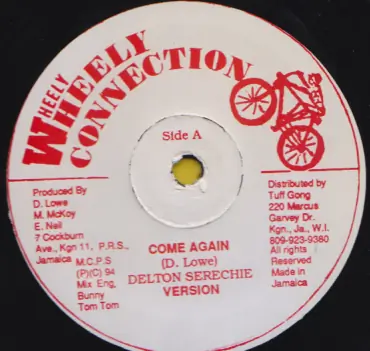 WHEELY
WHEELY
CONNECTION
Side A
Produced By
D. Lowe
M. McKoy
E. Neil
7 Cockburn
Ave., Kgn 11, P.R.S.,
Jamaica M.C.P.S
(P)(C) 94
Mix Eng,
Bunny
Tom Tom
COME AGAIN
(D. Lowe)
DELTON SERECHIE
VERSION
Distributed by
Tuff Gong
220 Marcus
Garvey Dr.
Kgn., Ja., W.I.
809-923-9380
All rights
Reserved
Made in
Jamaica